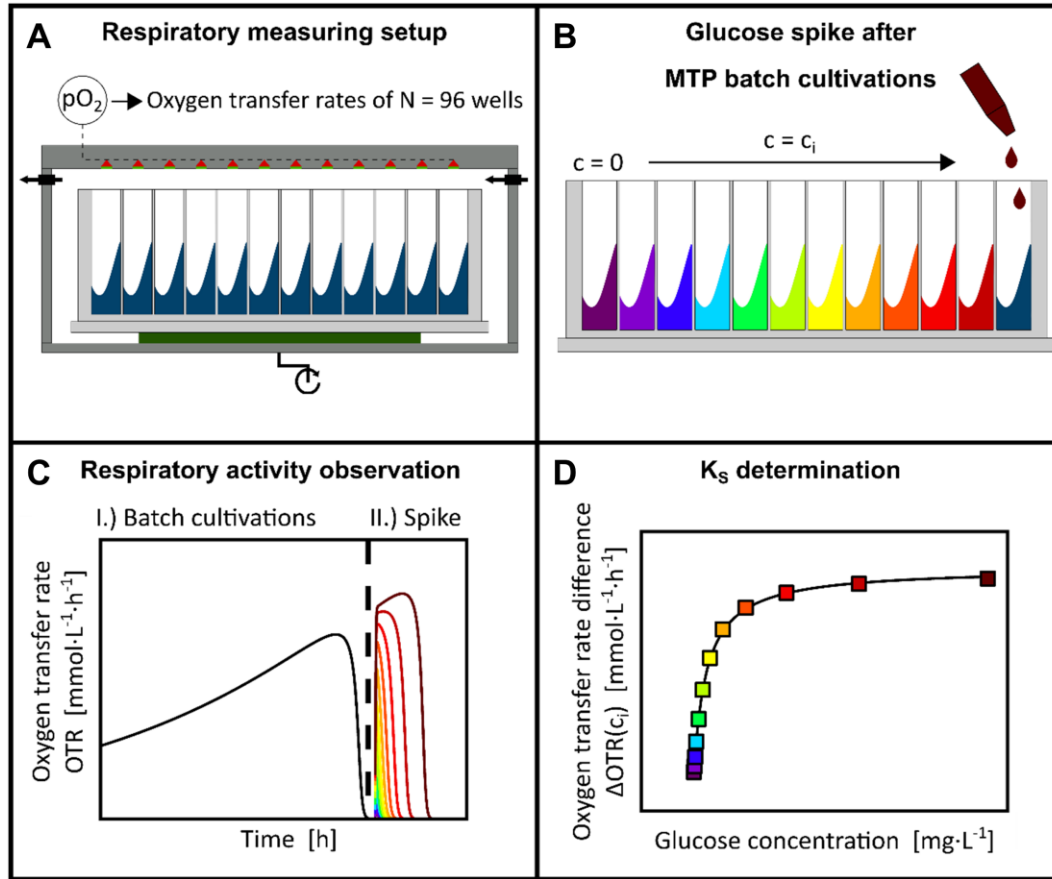 A Respiratory measuring setup
pO₂ Oxygen transfer rates of N = 96 wells
B Glucose spike after
MTP batch cultivations
c = 0
c = cᵢ
C Respiratory activity observation
I.) Batch cultivations II.) Spike
Oxygen transfer rate
OTR [mmol·L⁻¹·h⁻¹]
Time [h]
D Kₛ determination
Oxygen transfer rate difference
ΔOTR(cᵢ) [mmol·L⁻¹·h⁻¹]
Glucose concentration [mg·L⁻¹]